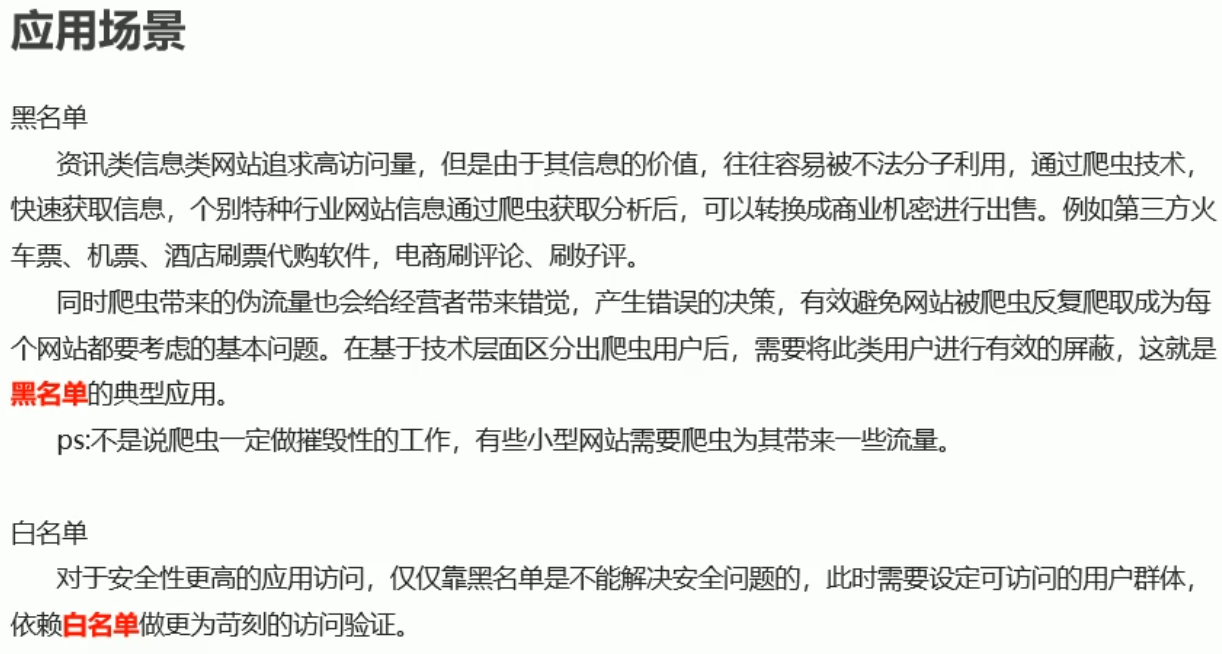 应用场景
黑名单
资讯类信息类网站追求高访问量，但是由于其信息的价值，往往容易被不法分子利用，通过爬虫技术，
快速获取信息，个别特种行业网站信息通过爬虫获取分析后，可以转换成商业机密进行出售。例如第三方火
车票、机票、酒店刷票代购软件，电商刷评论、刷好评。
同时爬虫带来的伪流量也会给经营者带来错觉，产生错误的决策，有效避免网站被爬虫反复爬取成为每
个网站都要考虑的基本问题。在基于技术层面区分出爬虫用户后，需要将此类用户进行有效的屏蔽，这就是
黑名单的典型应用。
ps:不是说爬虫一定做摧毁性的工作，有些小型网站需要爬虫为其带来一些流量。
白名单
对于安全性更高的应用访问，仅仅靠黑名单是不能解决安全问题的，此时需要设定可访问的用户群体，
依赖白名单做更为苛刻的访问验证。